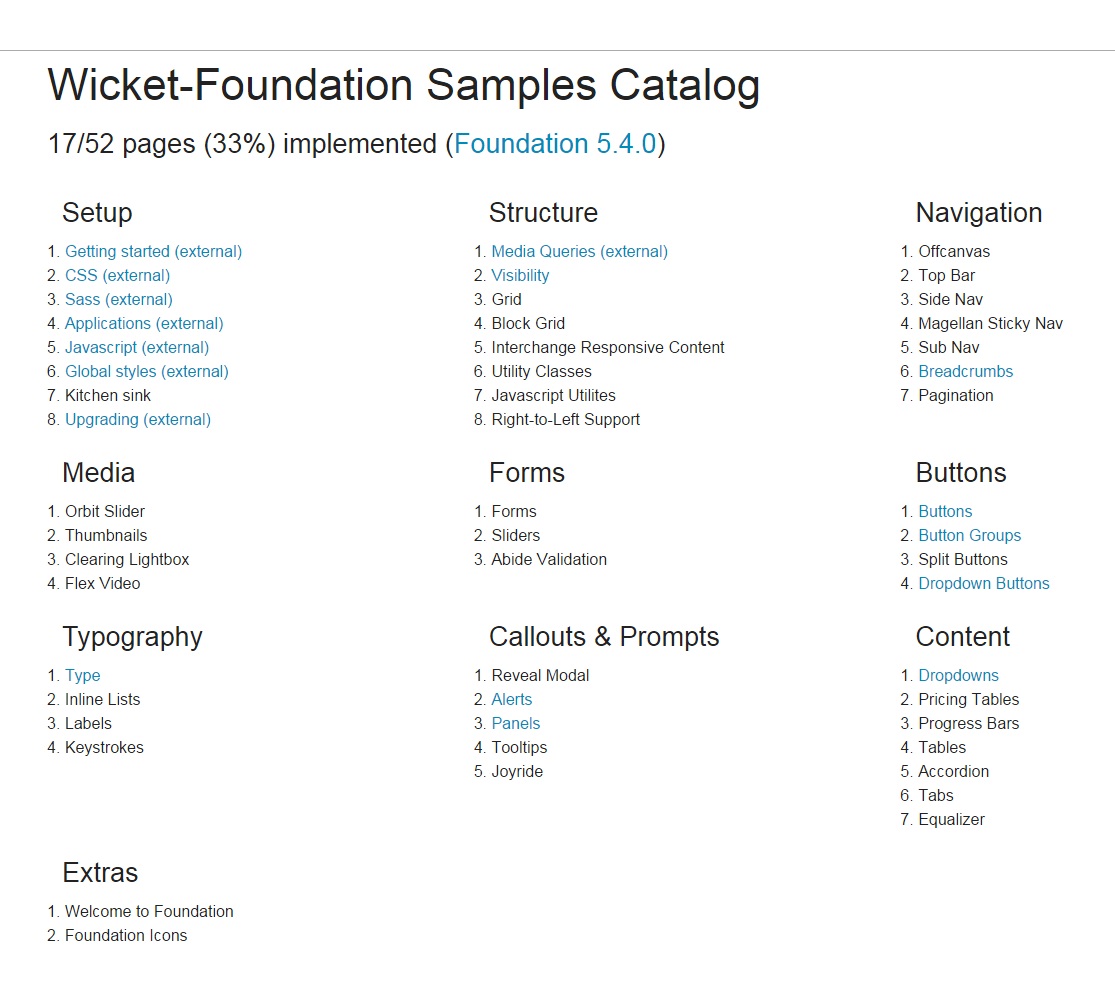 Wicket-Foundation Samples Catalog
17/52 pages (33%) implemented (Foundation 5.4.0)
Setup
1. Getting started (external)
2. CSS (external)
3. Sass (external)
4. Applications (external)
5. Javascript (external)
6. Global styles (external)
7. Kitchen sink
8. Upgrading (external)
Structure
1. Media Queries (external)
2. Visibility
3. Grid
4. Block Grid
5. Interchange Responsive Content
6. Utility Classes
7. Javascript Utilites
8. Right-to-Left Support
Navigation
1. Offcanvas
2. Top Bar
3. Side Nav
4. Magellan Sticky Nav
5. Sub Nav
6. Breadcrumbs
7. Pagination
Media
1. Orbit Slider
2. Thumbnails
3. Clearing Lightbox
4. Flex Video
Forms
1. Forms
2. Sliders
3. Abide Validation
Buttons
1. Buttons
2. Button Groups
3. Split Buttons
4. Dropdown Buttons
Typography
1. Type
2. Inline Lists
3. Labels
4. Keystrokes
Callouts & Prompts
1. Reveal Modal
2. Alerts
3. Panels
4. Tooltips
5. Joyride
Content
1. Dropdowns
2. Pricing Tables
3. Progress Bars
4. Tables
5. Accordion
6. Tabs
7. Equalizer
Extras
1. Welcome to Foundation
2. Foundation Icons